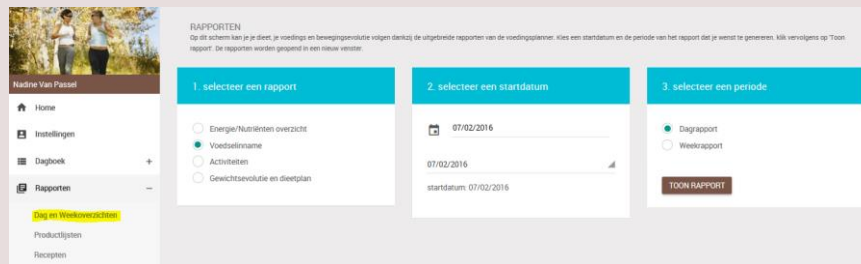 RAPPORTEN
Op dit scherm kan je je dieet, je voedings en bewegingsevolutie volgen dankzij de uitgebreide rapporten van de voedingsplanner. Kies een startdatum en de periode van het rapport dat je wenst te genereren. Klik vervolgens op 'Toon
rapport'. De rapporten worden geopend in een nieuw venster.
Nadine Van Passel
Home
Instellingen
Dagboek +
Rapporten −
Dag en Weekoverzichten
Productlijsten
Recepten
1. selecteer een rapport
Energie/Nutriënten overzicht
Voedselinname
Activiteiten
Gewichtsevolutie en dieetplan
2. selecteer een startdatum
07/02/2016
07/02/2016
startdatum: 07/02/2016
3. selecteer een periode
Dagrapport
Weekrapport
TOON RAPPORT